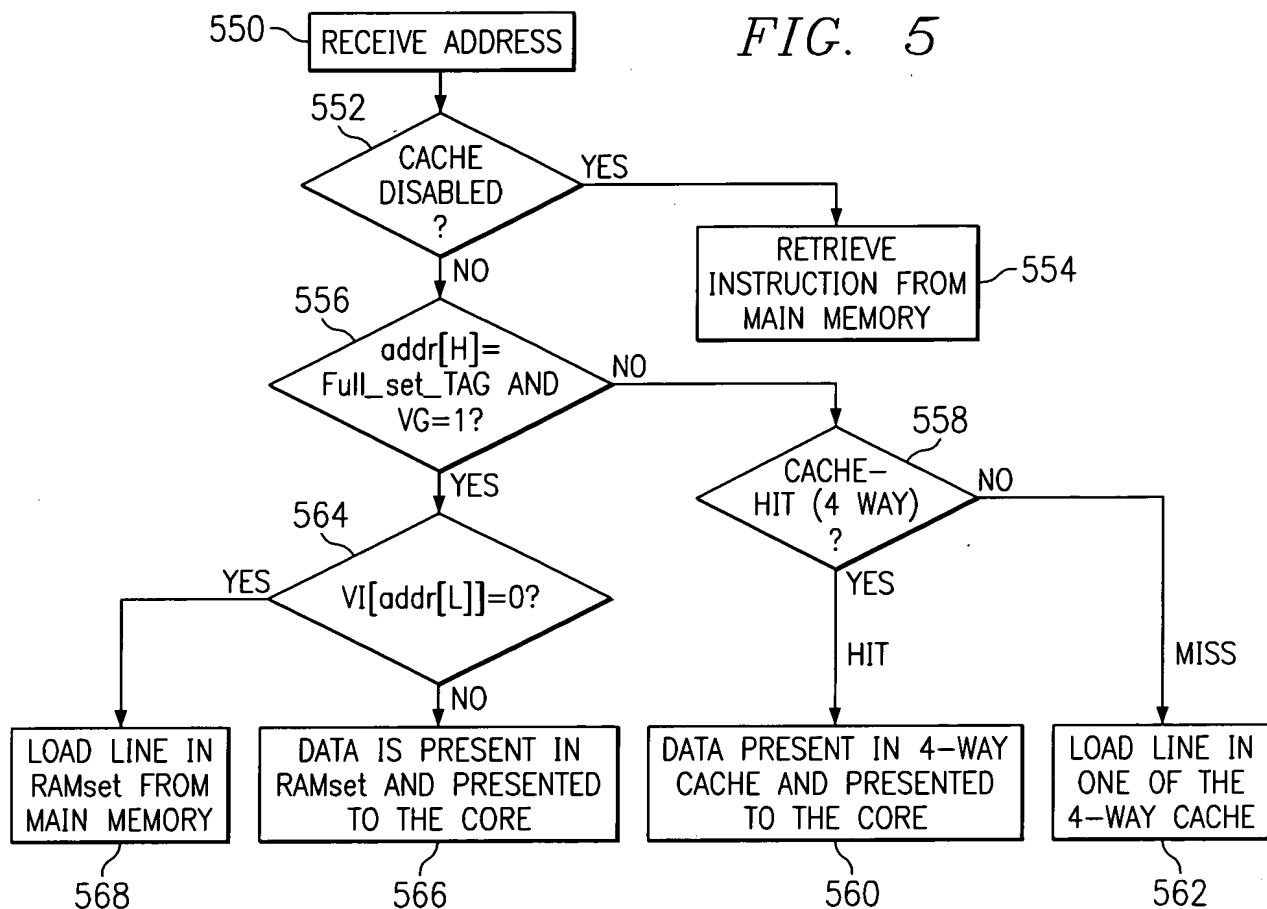 550
RECEIVE ADDRESS
FIG. 5
552
CACHE
DISABLED
?
YES
NO
RETRIEVE
INSTRUCTION FROM
MAIN MEMORY
554
556
addr[H]=
Full_set_TAG AND
VG=1?
NO
YES
558
CACHE-
HIT (4 WAY)
?
NO
YES
HIT
MISS
564
VI[addr[L]]=0?
YES
NO
LOAD LINE IN
RAMset FROM
MAIN MEMORY
568
DATA IS PRESENT IN
RAMset AND PRESENTED
TO THE CORE
566
DATA PRESENT IN 4-WAY
CACHE AND PRESENTED
TO THE CORE
560
LOAD LINE IN
ONE OF THE
4-WAY CACHE
562